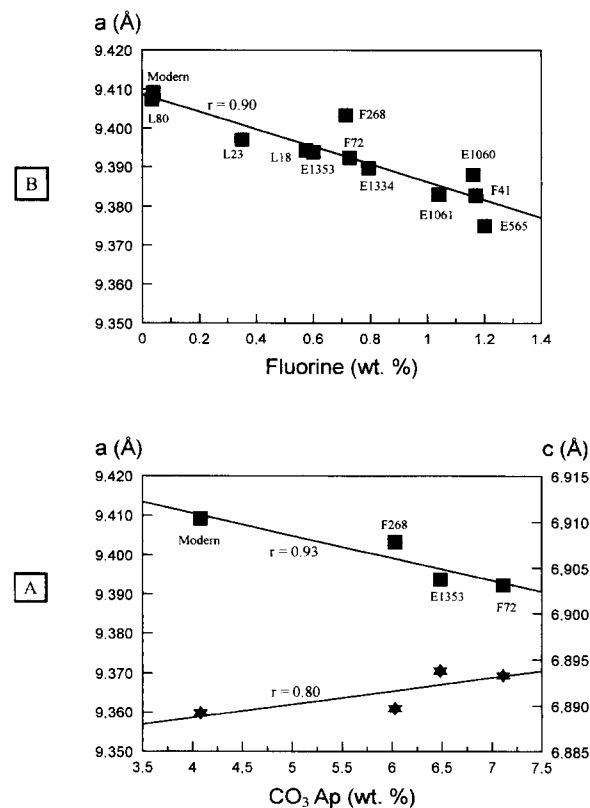 a (Å)
9.420
9.410
9.400
9.390
9.380
9.370
9.360
9.350
Modern
L80
r = 0.90
L23
L18
E1353
F72
F268
E1334
E1061
E1060
F41
E565
B
0 0.2 0.4 0.6 0.8 1.0 1.2 1.4
Fluorine (wt. %)
a (Å) c (Å)
9.420
9.410
9.400
9.390
9.380
9.370
9.360
9.350
Modern
r = 0.93
F268
E1353
F72
r = 0.80
A
6,915
6,910
6,905
6,900
6.895
6.890
6.885
3.5 4 4.5 5 5.5 6 6.5 7 7.5
CO3 Ap (wt. %)